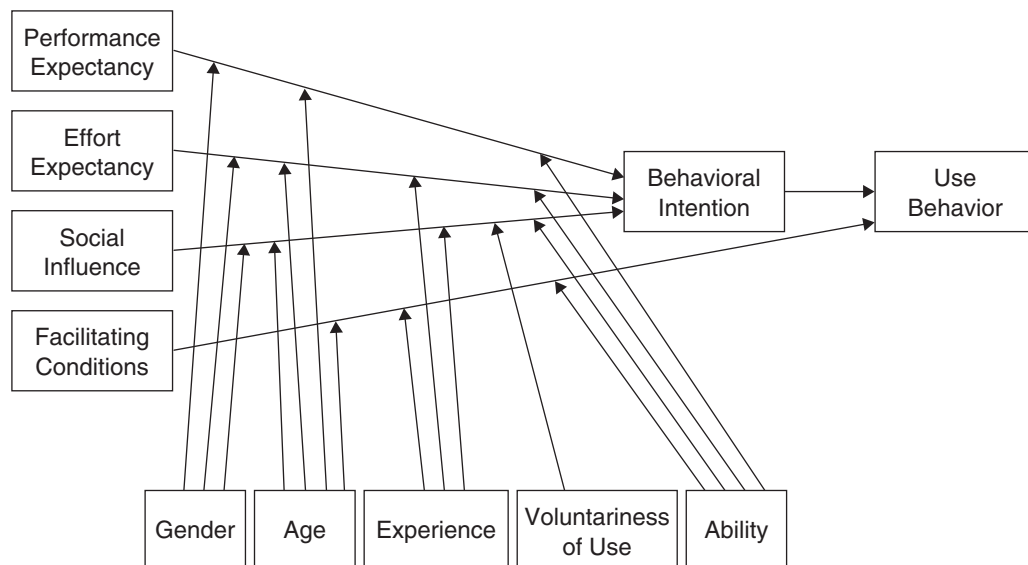 Performance
Expectancy
Effort
Expectancy
Social
Influence
Facilitating
Conditions
Behavioral
Intention
Use
Behavior
Gender
Age
Experience
Voluntariness
of Use
Ability